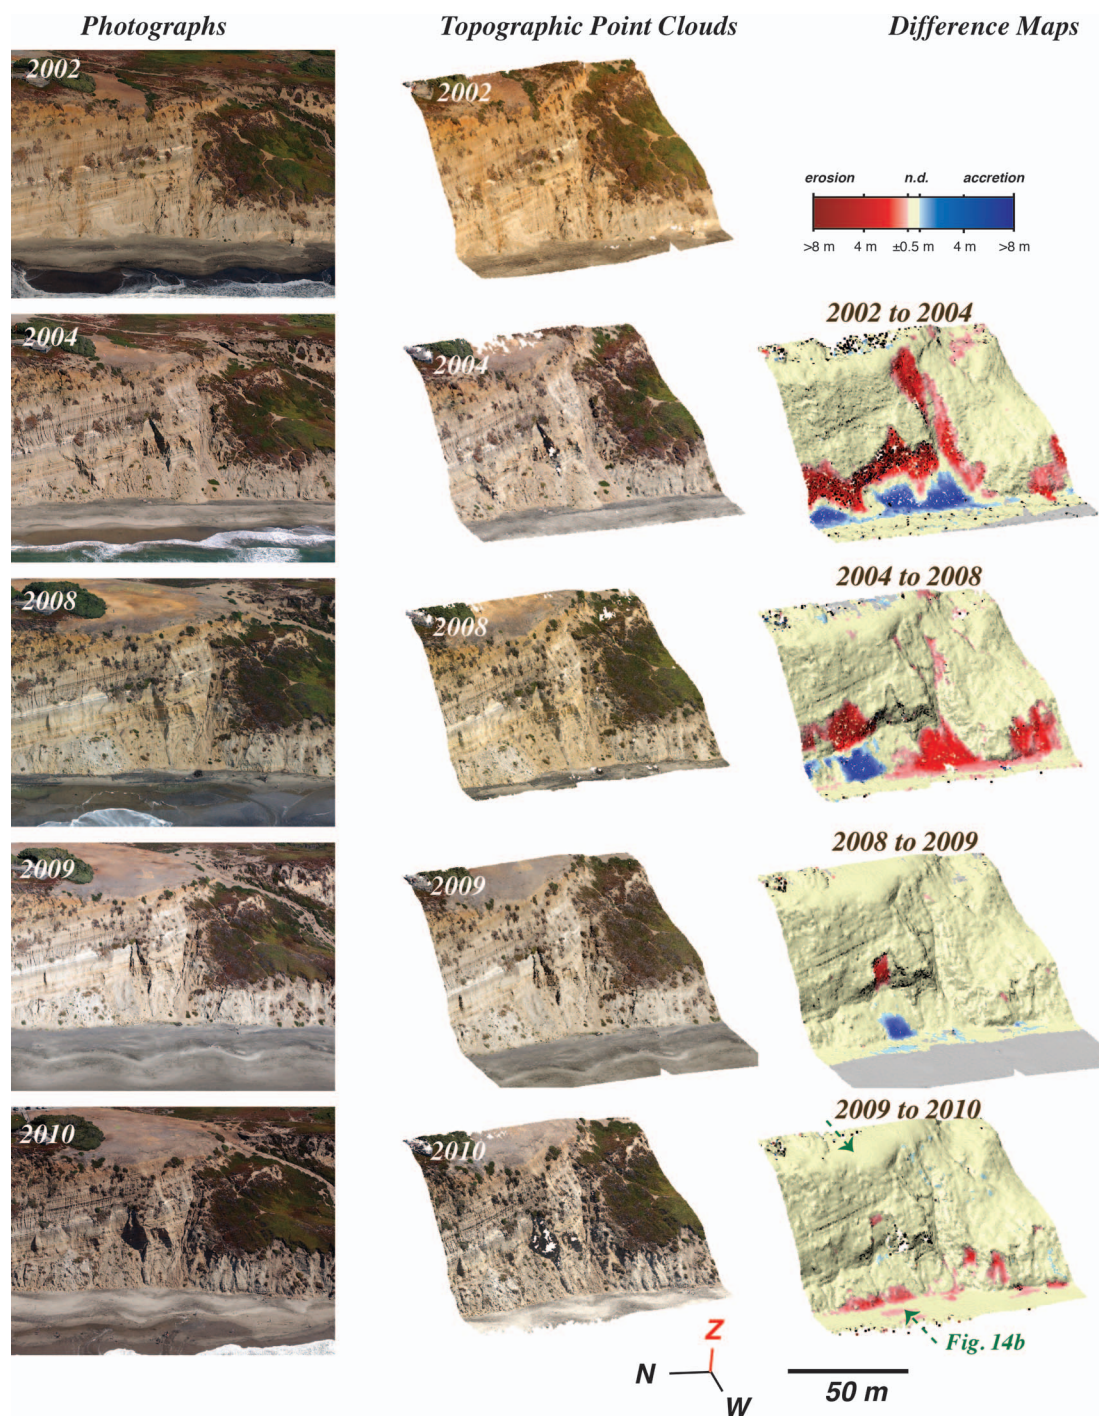 Photographs Topographic Point Clouds Difference Maps
2002 2002
erosion n.d. accretion
>8 m 4 m ±0.5 m 4 m >8 m
2002 to 2004
2004 2004
2004 to 2008
2008 2008
2008 to 2009
2009 2009
2009 to 2010
2010 2010
Z
Fig. 14b
N
W
50 m